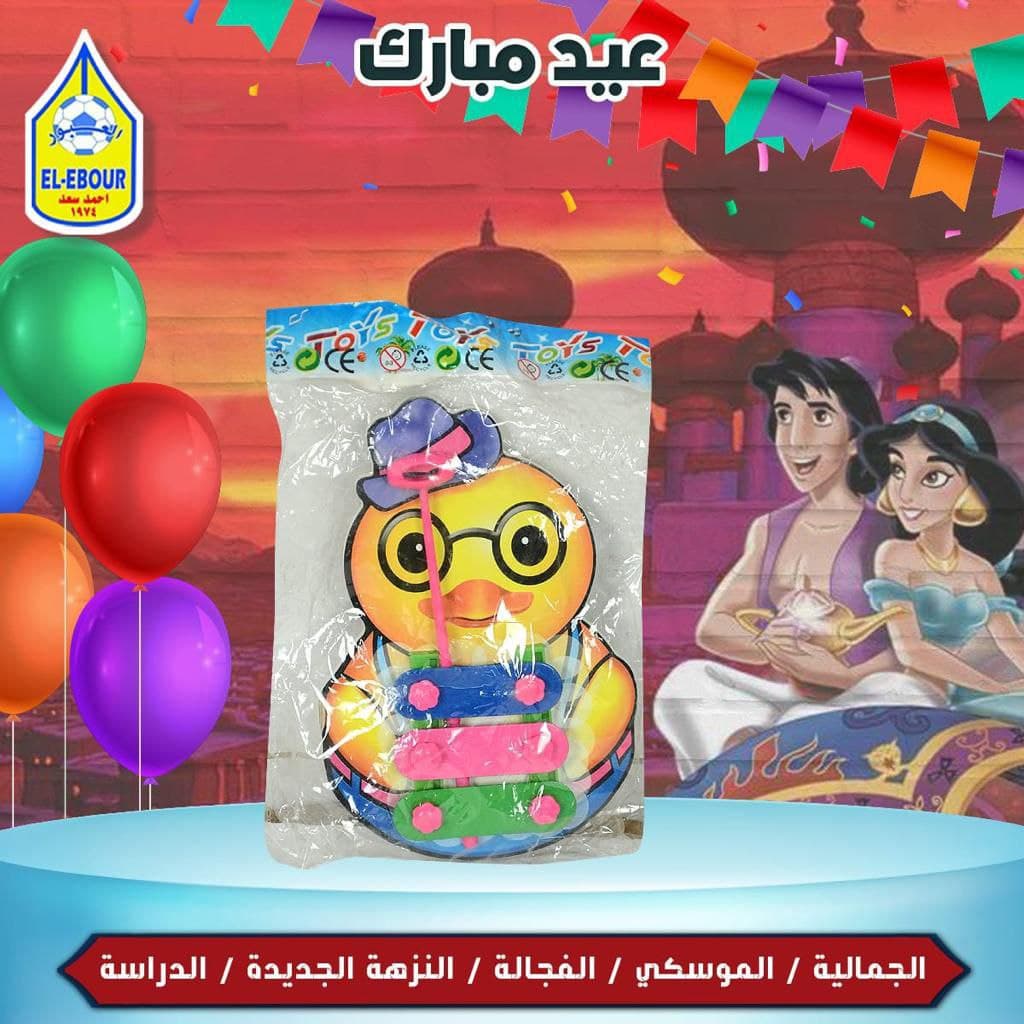 عيد مبارك
العبور
EL-EBOUR
احمد سعد
١٩٧٤
TOYS TOYS TOYS
CE CE CE
الجمالية / الموسكي / الفجالة / النزهة الجديدة / الدراسة